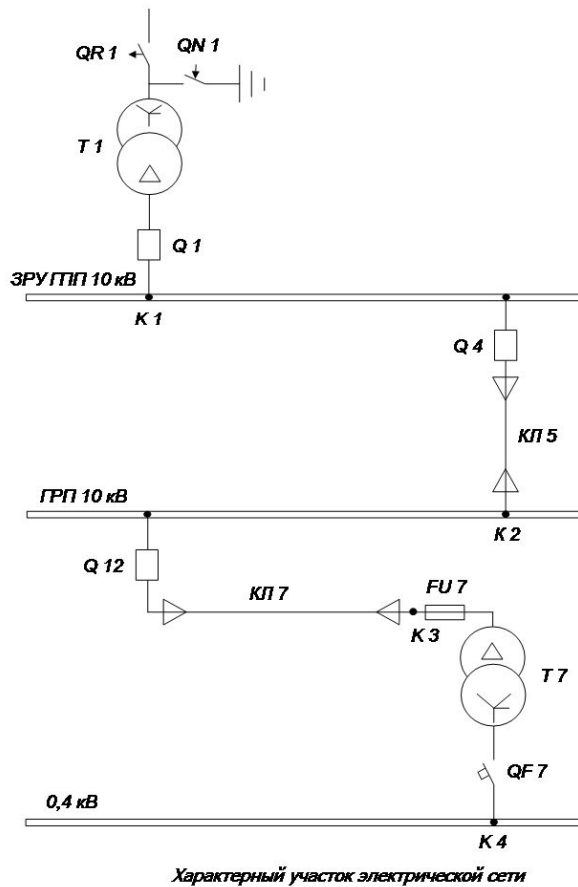 QR 1
QN 1
T 1
Q 1
ЗРУ ГПП 10 кВ
К 1
Q 4
КЛ 5
ГРП 10 кВ
К 2
Q 12
КЛ 7
FU 7
К 3
T 7
QF 7
0,4 кВ
К 4
Характерный участок электрической сети